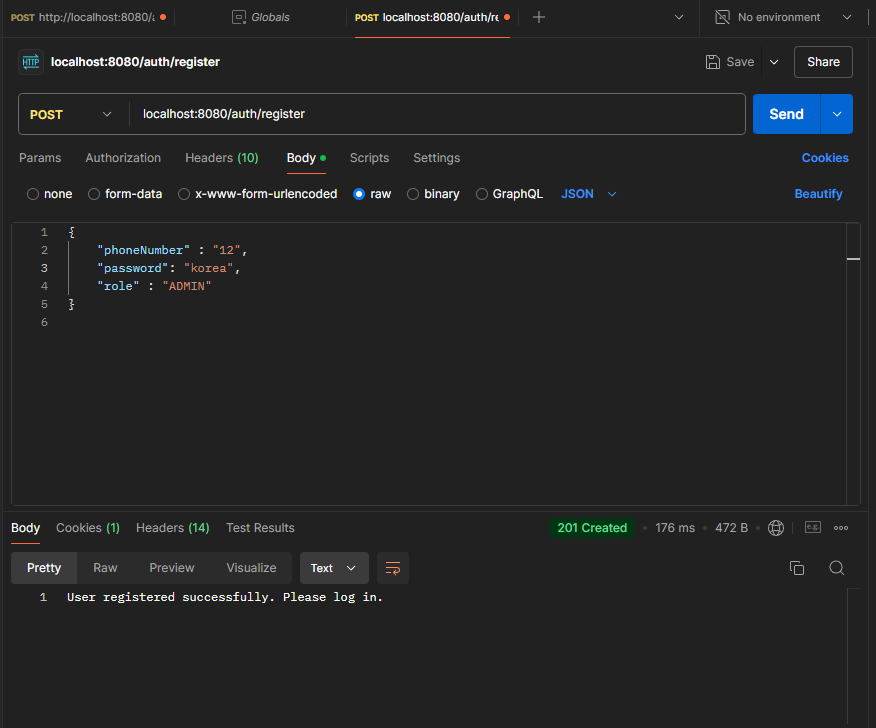 POST http://localhost:8080/a
Globals
POST localhost:8080/auth/re
No environment
HTTP localhost:8080/auth/register
Save
Share
POST
localhost:8080/auth/register
Send
Params Authorization Headers (10) Body Scripts Settings Cookies
none form-data x-www-form-urlencoded raw binary GraphQL JSON Beautify
1 {
2 "phoneNumber" : "12",
3 "password": "korea",
4 "role" : "ADMIN"
5 }
6
Body Cookies (1) Headers (14) Test Results 201 Created 176 ms 472 B e.g.
Pretty Raw Preview Visualize Text
1 User registered successfully. Please log in.